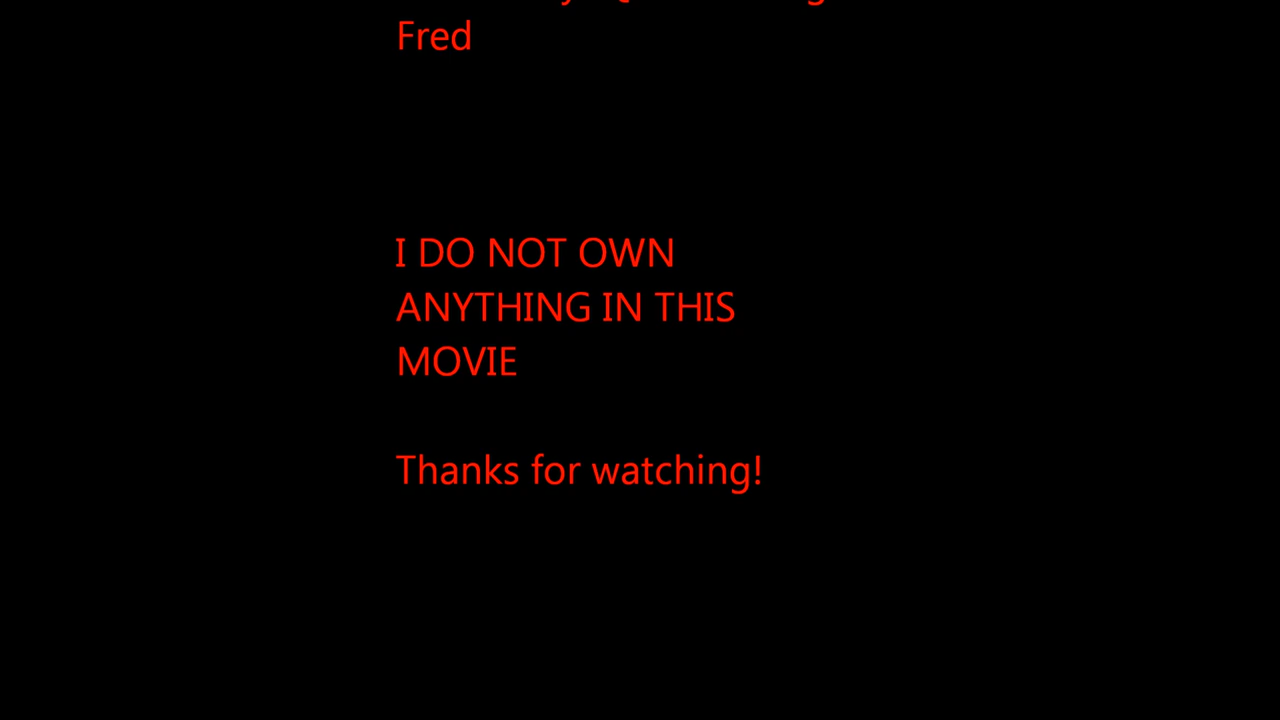 Fred
I DO NOT OWN
ANYTHING IN THIS
MOVIE
Thanks for watching!